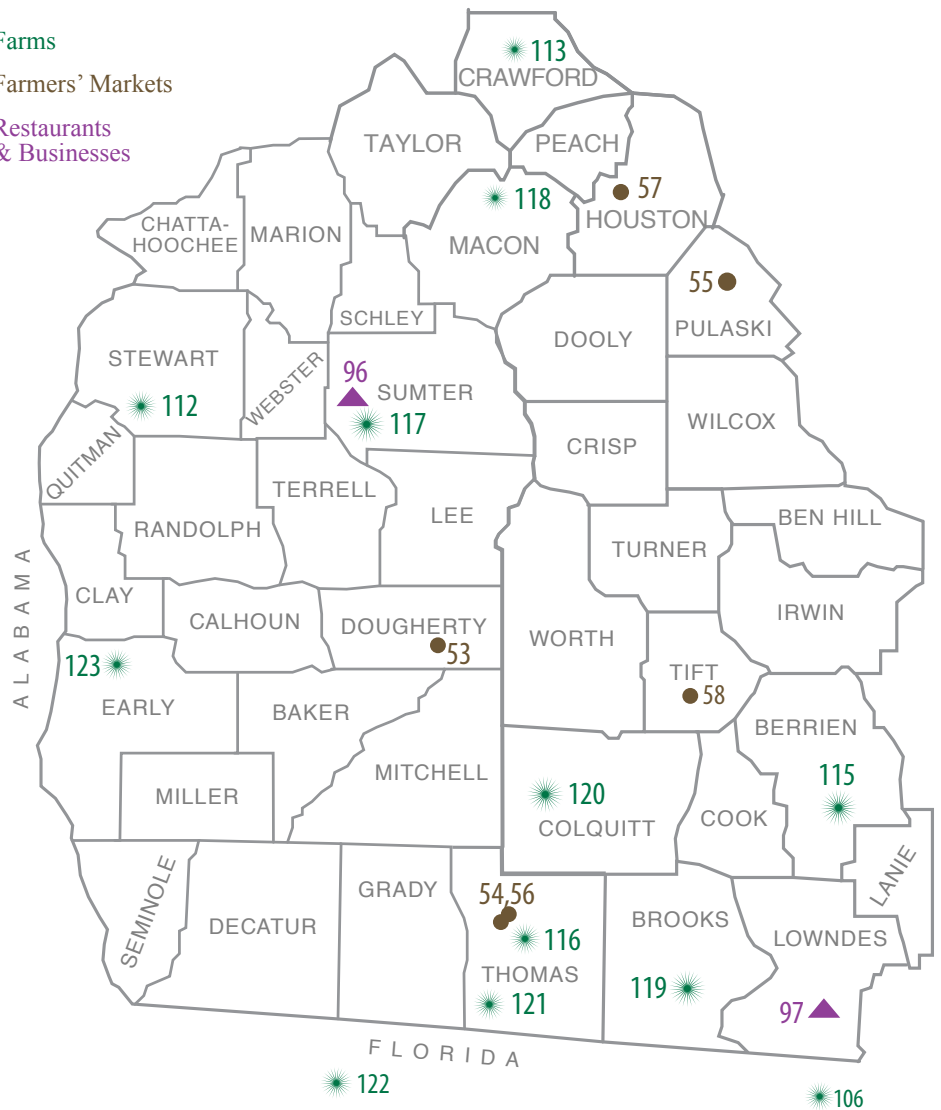 Farms
Farmers’ Markets
Restaurants
& Businesses
113
CRAWFORD
TAYLOR
PEACH
118
57
HOUSTON
CHATTA-
HOOCHEE
MARION
MACON
55
PULASKI
SCHLEY
DOOLY
STEWART
WEBSTER
96
SUMTER
112
117
WILCOX
QUITMAN
CRISP
TERRELL
LEE
RANDOLPH
BEN HILL
TURNER
ALABAMA
CLAY
CALHOUN
DOUGHERTY
53
WORTH
IRWIN
123
TIFT
58
EARLY
BAKER
BERRIEN
MITCHELL
115
MILLER
120
COLQUITT
COOK
LANIE
SEMINOLE
GRADY
54,56
BROOKS
DECATUR
116
LOWNDES
THOMAS
121
119
97
FLORIDA
122
106